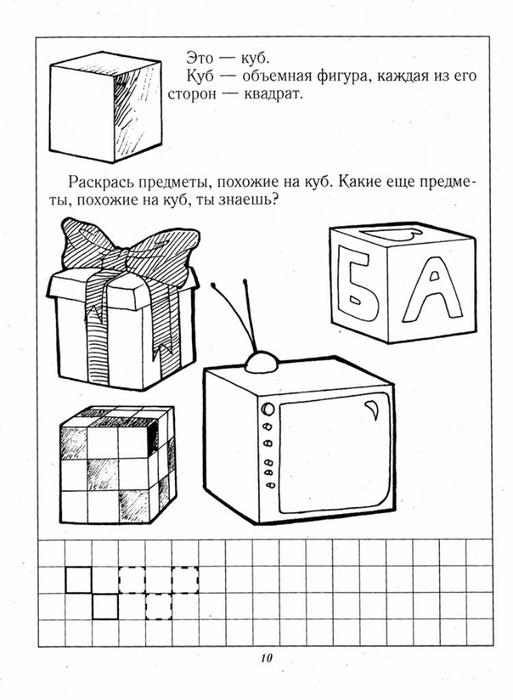 Это — куб.
Куб — объемная фигура, каждая из его
сторон — квадрат.
Раскрась предметы, похожие на куб. Какие еще предме-
ты, похожие на куб, ты знаешь?
Б А
10